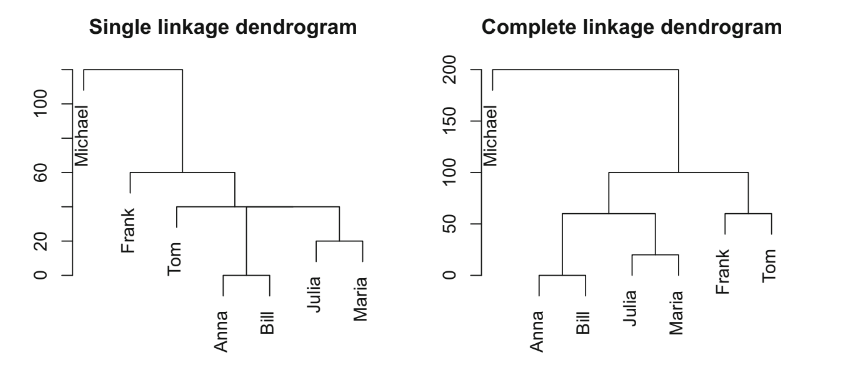 Single linkage dendrogram
100
60
20
0
Michael
Frank
Tom
Anna
Bill
Julia
Maria
Complete linkage dendrogram
200
150
100
50
0
Michael
Anna
Bill
Julia
Maria
Frank
Tom